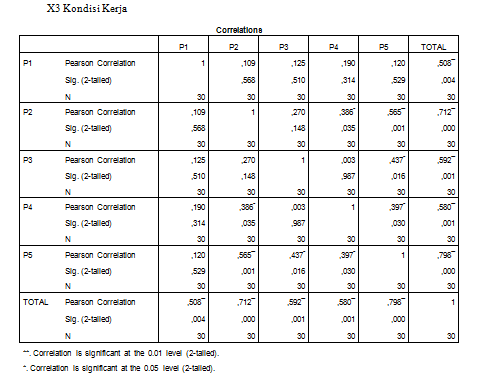 X3 Kondisi Kerja
Correlations
P1 P2 P3 P4 P5 TOTAL
P1 Pearson Correlation 1 ,109 ,125 ,190 ,120 ,508**
Sig. (2-tailed) ,568 ,510 ,314 ,529 ,004
N 30 30 30 30 30 30
P2 Pearson Correlation ,109 1 ,270 ,386* ,565** ,712**
Sig. (2-tailed) ,568 ,148 ,035 ,001 ,000
N 30 30 30 30 30 30
P3 Pearson Correlation ,125 ,270 1 ,003 ,437* ,592**
Sig. (2-tailed) ,510 ,148 ,987 ,016 ,001
N 30 30 30 30 30 30
P4 Pearson Correlation ,190 ,386* ,003 1 ,397* ,580**
Sig. (2-tailed) ,314 ,035 ,987 ,030 ,001
N 30 30 30 30 30 30
P5 Pearson Correlation ,120 ,565** ,437* ,397* 1 ,798**
Sig. (2-tailed) ,529 ,001 ,016 ,030 ,000
N 30 30 30 30 30 30
TOTAL Pearson Correlation ,508** ,712** ,592** ,580** ,798** 1
Sig. (2-tailed) ,004 ,000 ,001 ,001 ,000
N 30 30 30 30 30 30
**. Correlation is significant at the 0.01 level (2-tailed).
*. Correlation is significant at the 0.05 level (2-tailed).